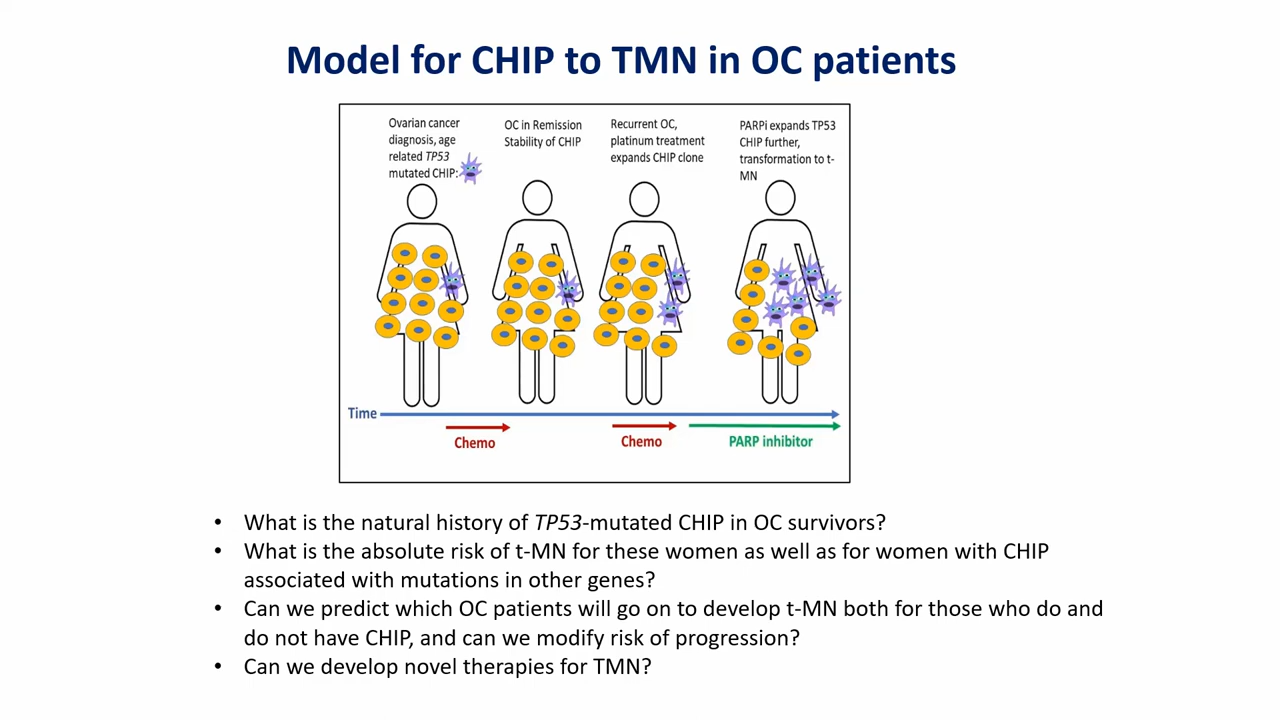 Model for CHIP to TMN in OC patients
Ovarian cancer
diagnosis, age
related TP53
mutated CHIP:
OC in Remission
Stability of CHIP
Recurrent OC,
platinum treatment
expands CHIP clone
PARPi expands TP53
CHIP further,
transformation to t-
MN
Time
Chemo
Chemo
PARP inhibitor
• What is the natural history of TP53-mutated CHIP in OC survivors?
• What is the absolute risk of t-MN for these women as well as for women with CHIP
associated with mutations in other genes?
• Can we predict which OC patients will go on to develop t-MN both for those who do and
do not have CHIP, and can we modify risk of progression?
• Can we develop novel therapies for TMN?